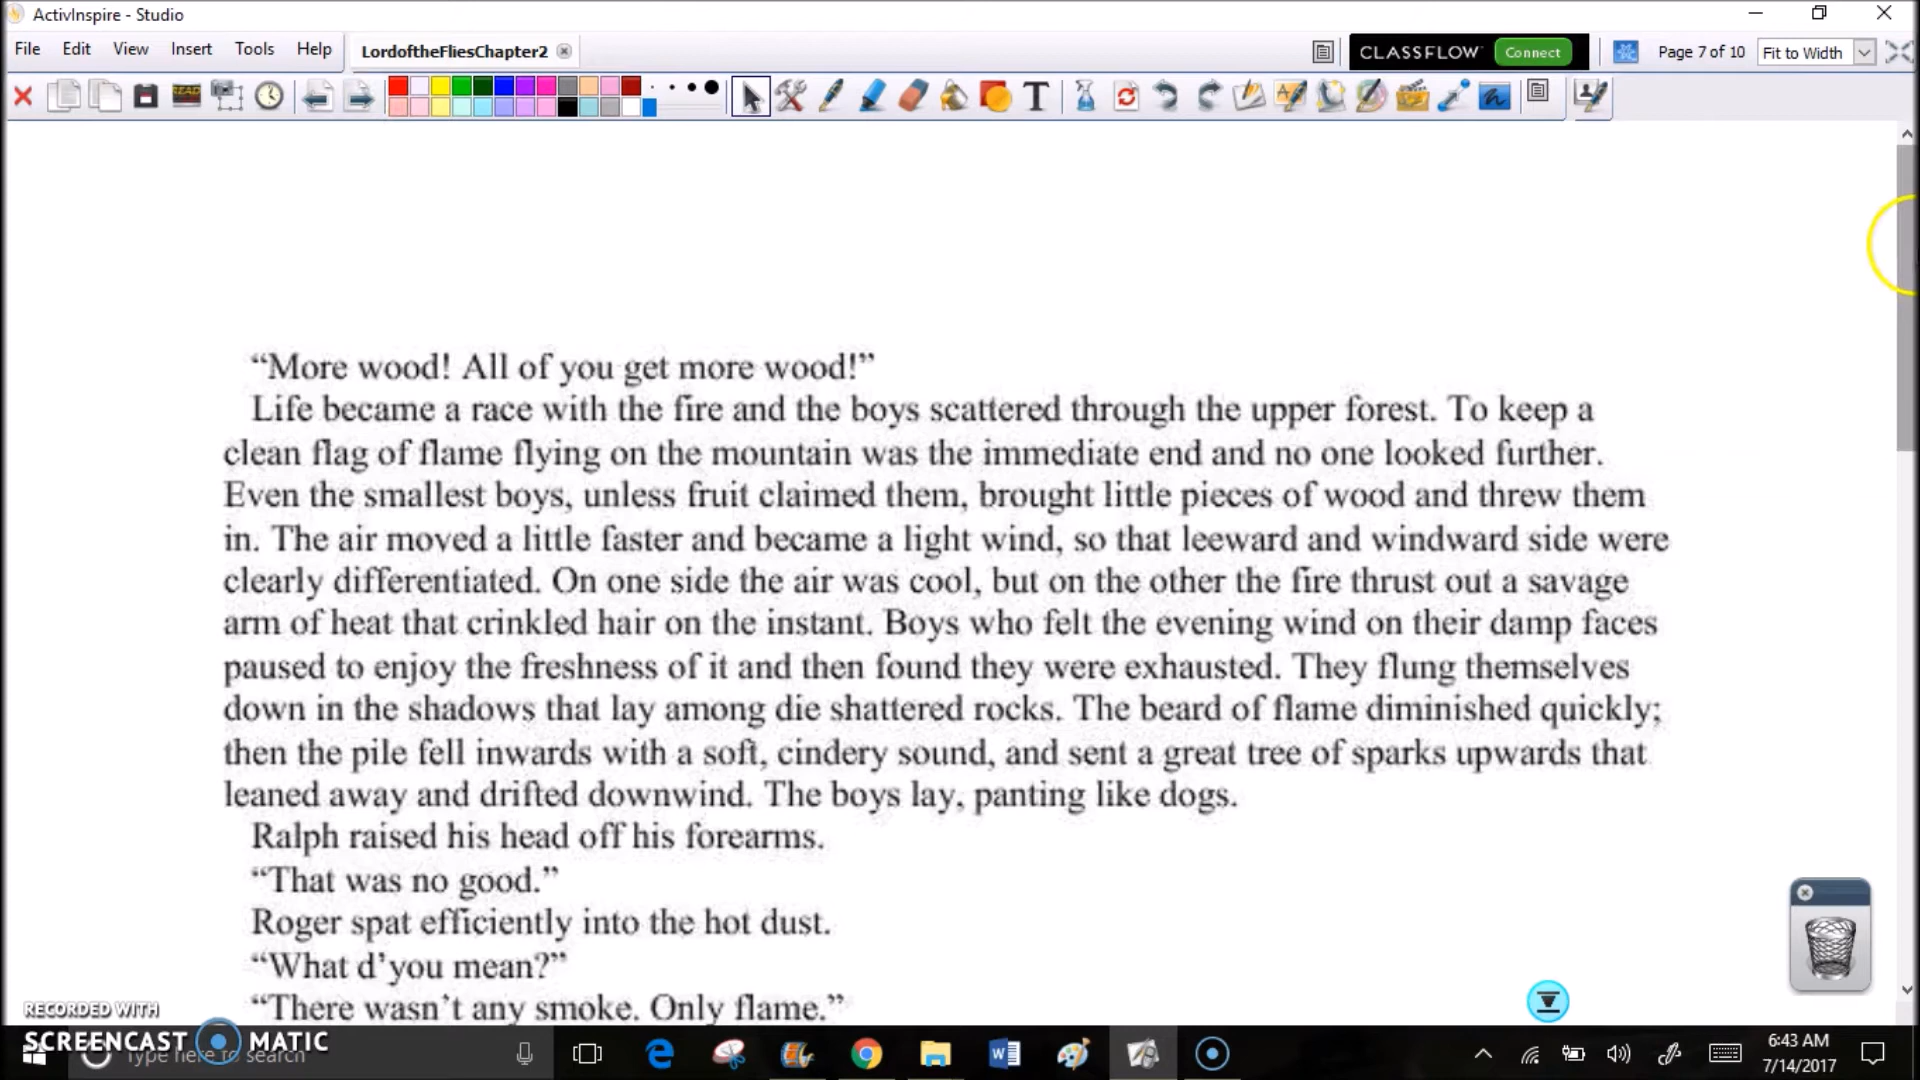 ActivInspire - Studio
File Edit View Insert Tools Help LordoftheFliesChapter2 CLASSFLOW Connect Page 7 of 10 Fit to Width
“More wood! All of you get more wood!”
Life became a race with the fire and the boys scattered through the upper forest. To keep a
clean flag of flame flying on the mountain was the immediate end and no one looked further.
Even the smallest boys, unless fruit claimed them, brought little pieces of wood and threw them
in. The air moved a little faster and became a light wind, so that leeward and windward side were
clearly differentiated. On one side the air was cool, but on the other the fire thrust out a savage
arm of heat that crinkled hair on the instant. Boys who felt the evening wind on their damp faces
paused to enjoy the freshness of it and then found they were exhausted. They flung themselves
down in the shadows that lay among die shattered rocks. The beard of flame diminished quickly;
then the pile fell inwards with a soft, cindery sound, and sent a great tree of sparks upwards that
leaned away and drifted downwind. The boys lay, panting like dogs.
Ralph raised his head off his forearms.
“That was no good.”
Roger spat efficiently into the hot dust.
“What d’you mean?”
“There wasn’t any smoke. Only flame.”
RECORDED WITH
SCREENCAST MATIC
Type here to search
6:43 AM
7/14/2017